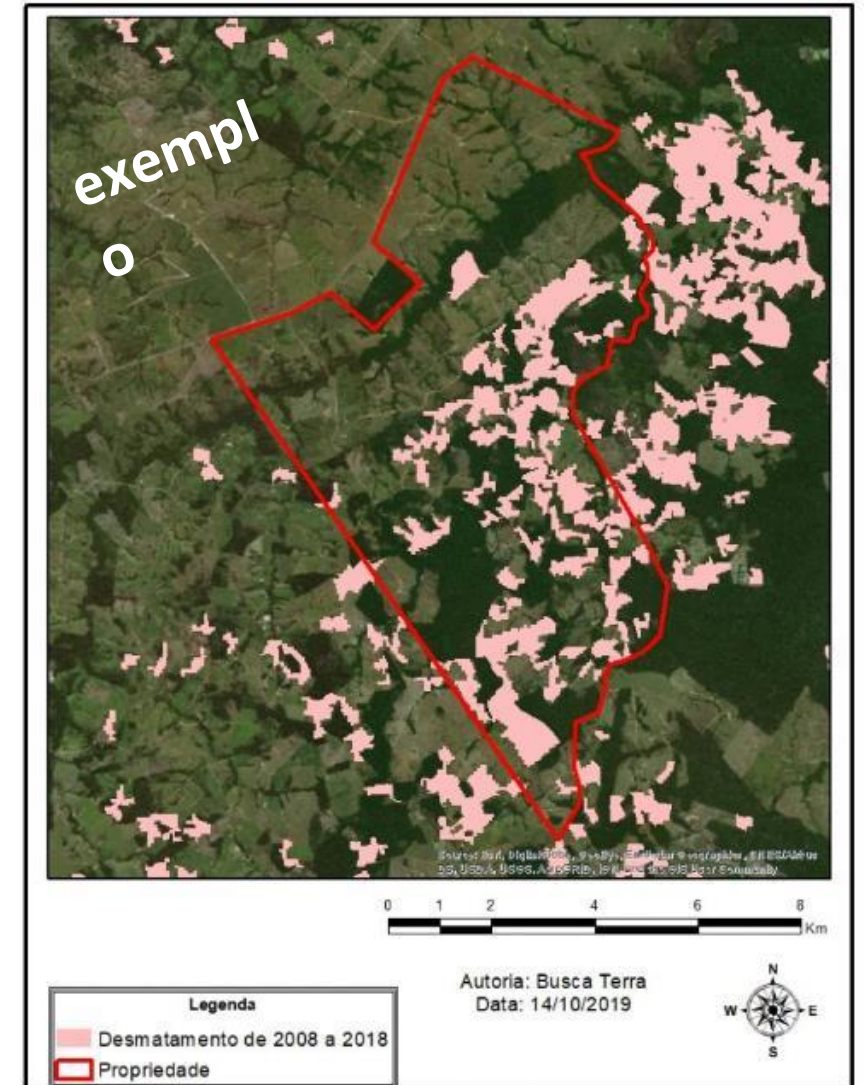 exempl
o
0 1 2 4 6 8
Km
Autoria: Busca Terra
Data: 14/10/2019
N
W E
S
Legenda
Desmatamento de 2008 a 2018
Propriedade